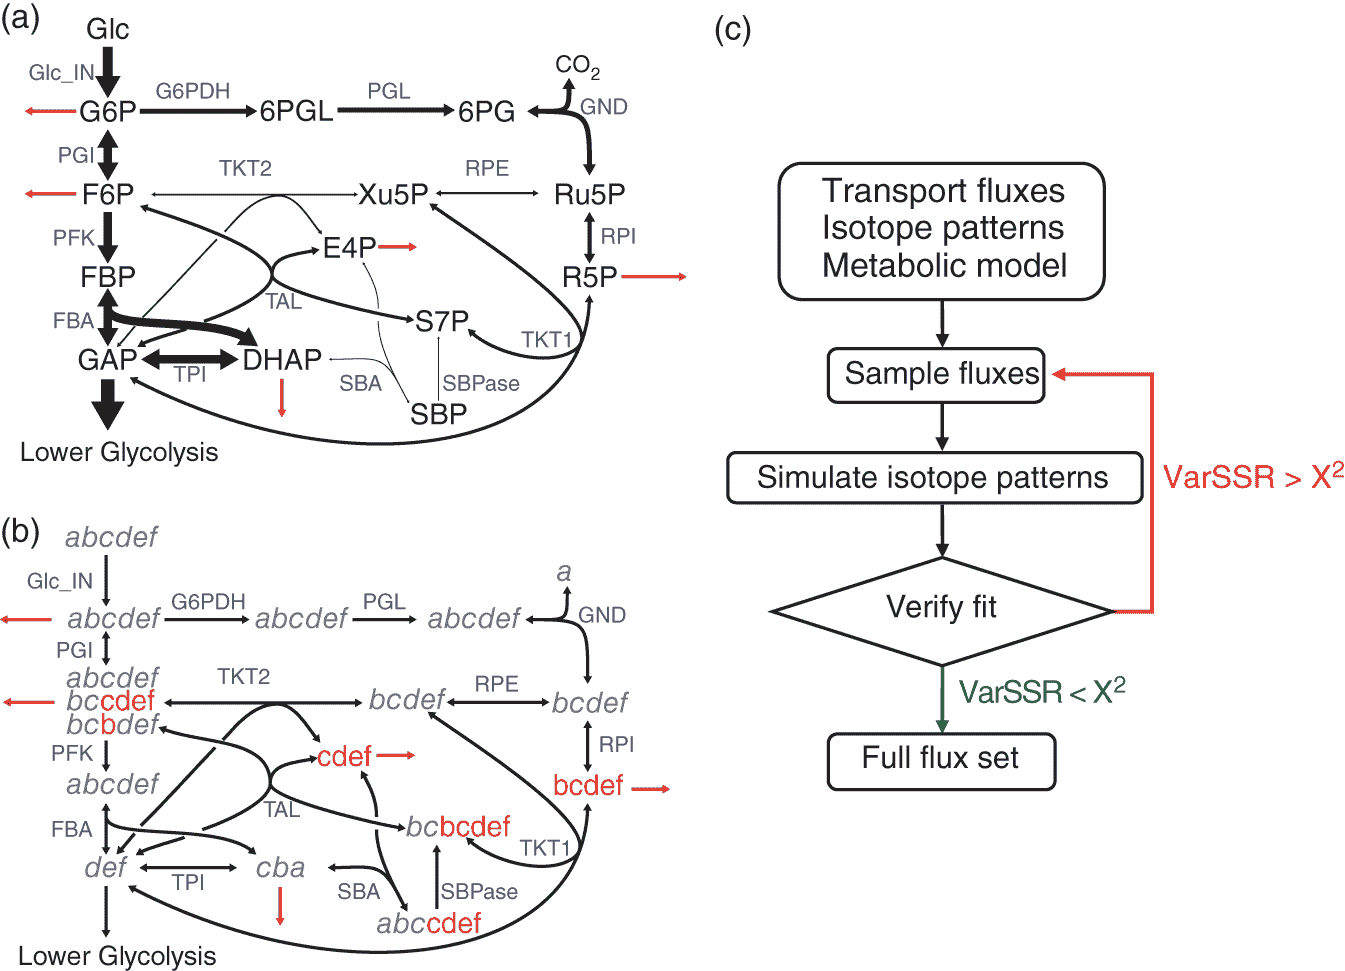 (a)
Glc
Glc_IN
G6P
G6PDH
6PGL
PGL
6PG
CO2
GND
PGI
F6P
TKT2
Xu5P
RPE
Ru5P
PFK
E4P
RPI
FBP
TAL
R5P
FBA
S7P
TKT1
GAP
TPI
DHAP
SBA
SBPase
SBP
Lower Glycolysis
(b)
abcdef
Glc_IN
abcdef
G6PDH
abcdef
PGL
abcdef
a
GND
PGI
abcdef
bccdef
bcbdef
TKT2
bcdef
RPE
bcdef
PFK
cdef
RPI
abcdef
TAL
bcdef
FBA
bcbcdef
TKT1
def
TPI
cba
SBA
SBPase
abccdef
Lower Glycolysis
(c)
Transport fluxes
Isotope patterns
Metabolic model
Sample fluxes
Simulate isotope patterns
VarSSR > X²
Verify fit
VarSSR < X²
Full flux set